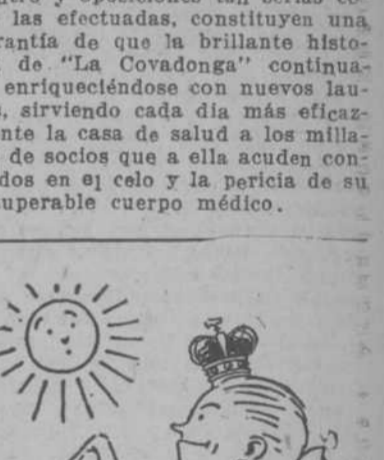 las efectuadas, constituyen una
rantía de que la brillante histo-
de "La Covadonga" continua-
enriqueciéndose con nuevos lau-
, sirviendo cada día más eficaz-
nte la casa de salud a los milla-
de socios que a ella acuden con-
dos en el celo y la pericia de su
superable cuerpo médico.